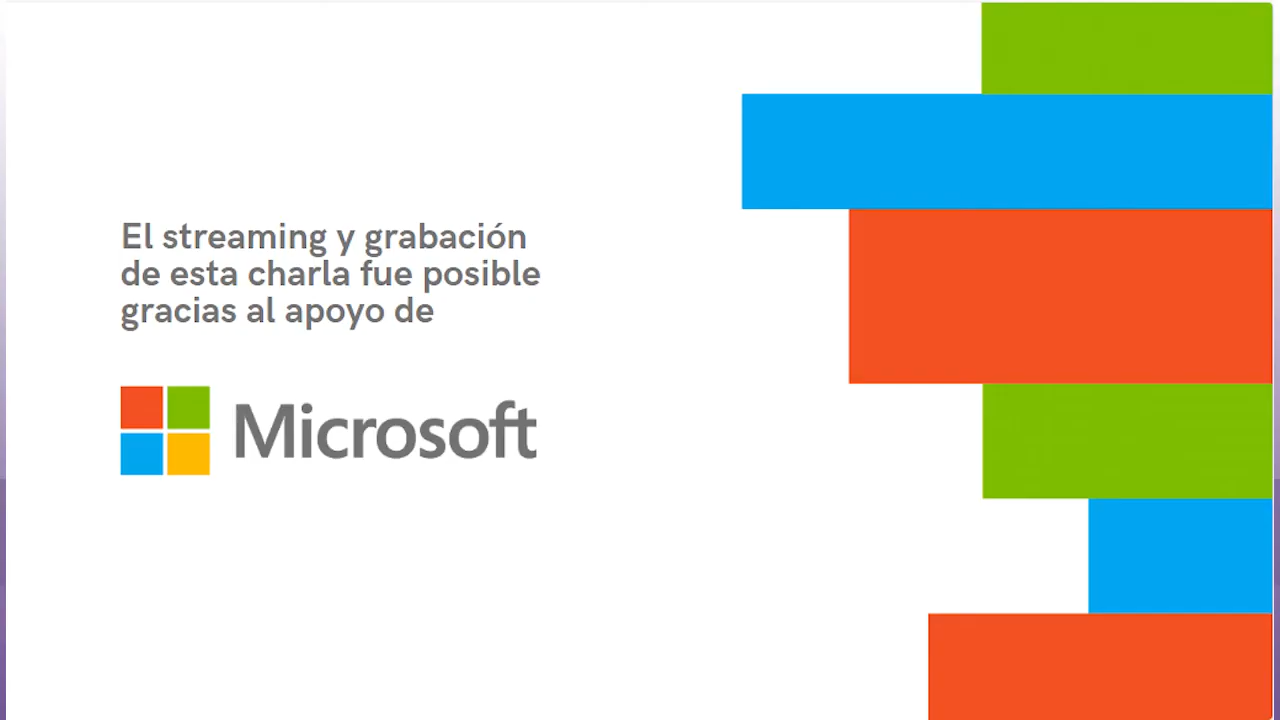 El streaming y grabación
de esta charla fue posible
gracias al apoyo de
Microsoft